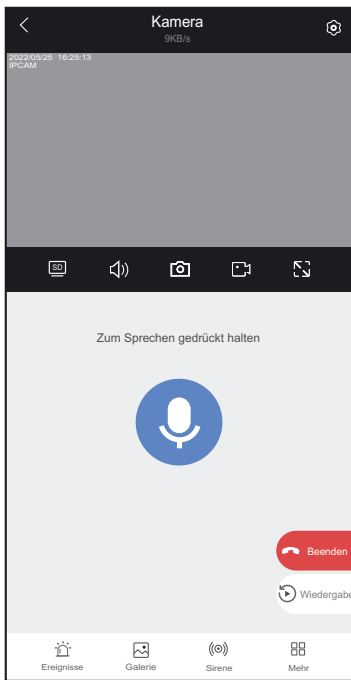 Kamera
9KB/s
2022/05/25 16:25:13
IPCAM
SD
Zum Sprechen gedrückt halten
Beenden
Wiedergabe
Ereignisse
Galerie
Sirene
Mehr